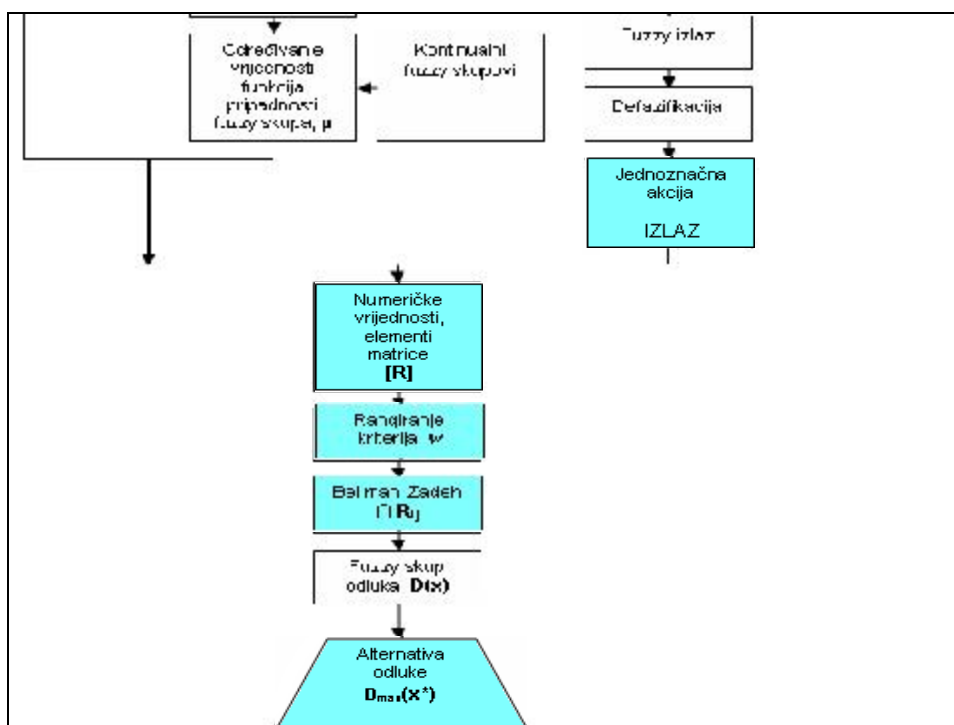 Određivanje
vrijednosti
funkcija
pripadnosti
fuzzy skupa, μ
Kontinualni
fuzzy skupovi
Fuzzy izlaz
Defazifikacija
Jednoznačna
akcija
IZLAZ
Numeričke
vrijednosti,
elementi
matrice
[R]
Rangiranje
kriterija w
Bellman Zadeh
∩ Rij
Fuzzy skup
odluka D(x)
Alternativa
odluke
Dmax(x*)